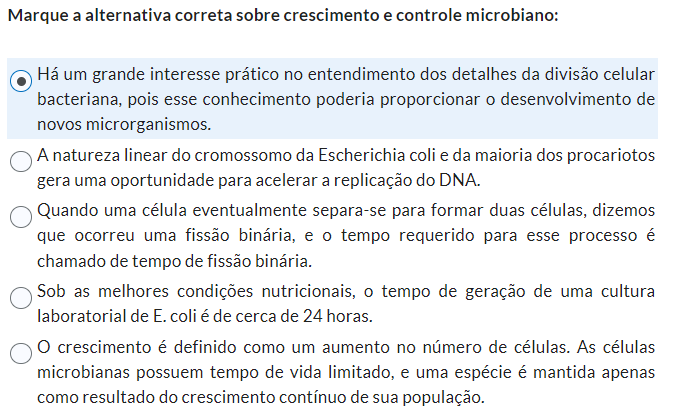 Marque a alternativa correta sobre crescimento e controle microbiano:
Há um grande interesse prático no entendimento dos detalhes da divisão celular
bacteriana, pois esse conhecimento poderia proporcionar o desenvolvimento de
novos microrganismos.
A natureza linear do cromossomo da Escherichia coli e da maioria dos procariotos
gera uma oportunidade para acelerar a replicação do DNA.
Quando uma célula eventualmente separa-se para formar duas células, dizemos
que ocorreu uma fissão binária, e o tempo requerido para esse processo é
chamado de tempo de fissão binária.
Sob as melhores condições nutricionais, o tempo de geração de uma cultura
laboratorial de E. coli é de cerca de 24 horas.
O crescimento é definido como um aumento no número de células. As células
microbianas possuem tempo de vida limitado, e uma espécie é mantida apenas
como resultado do crescimento contínuo de sua população.